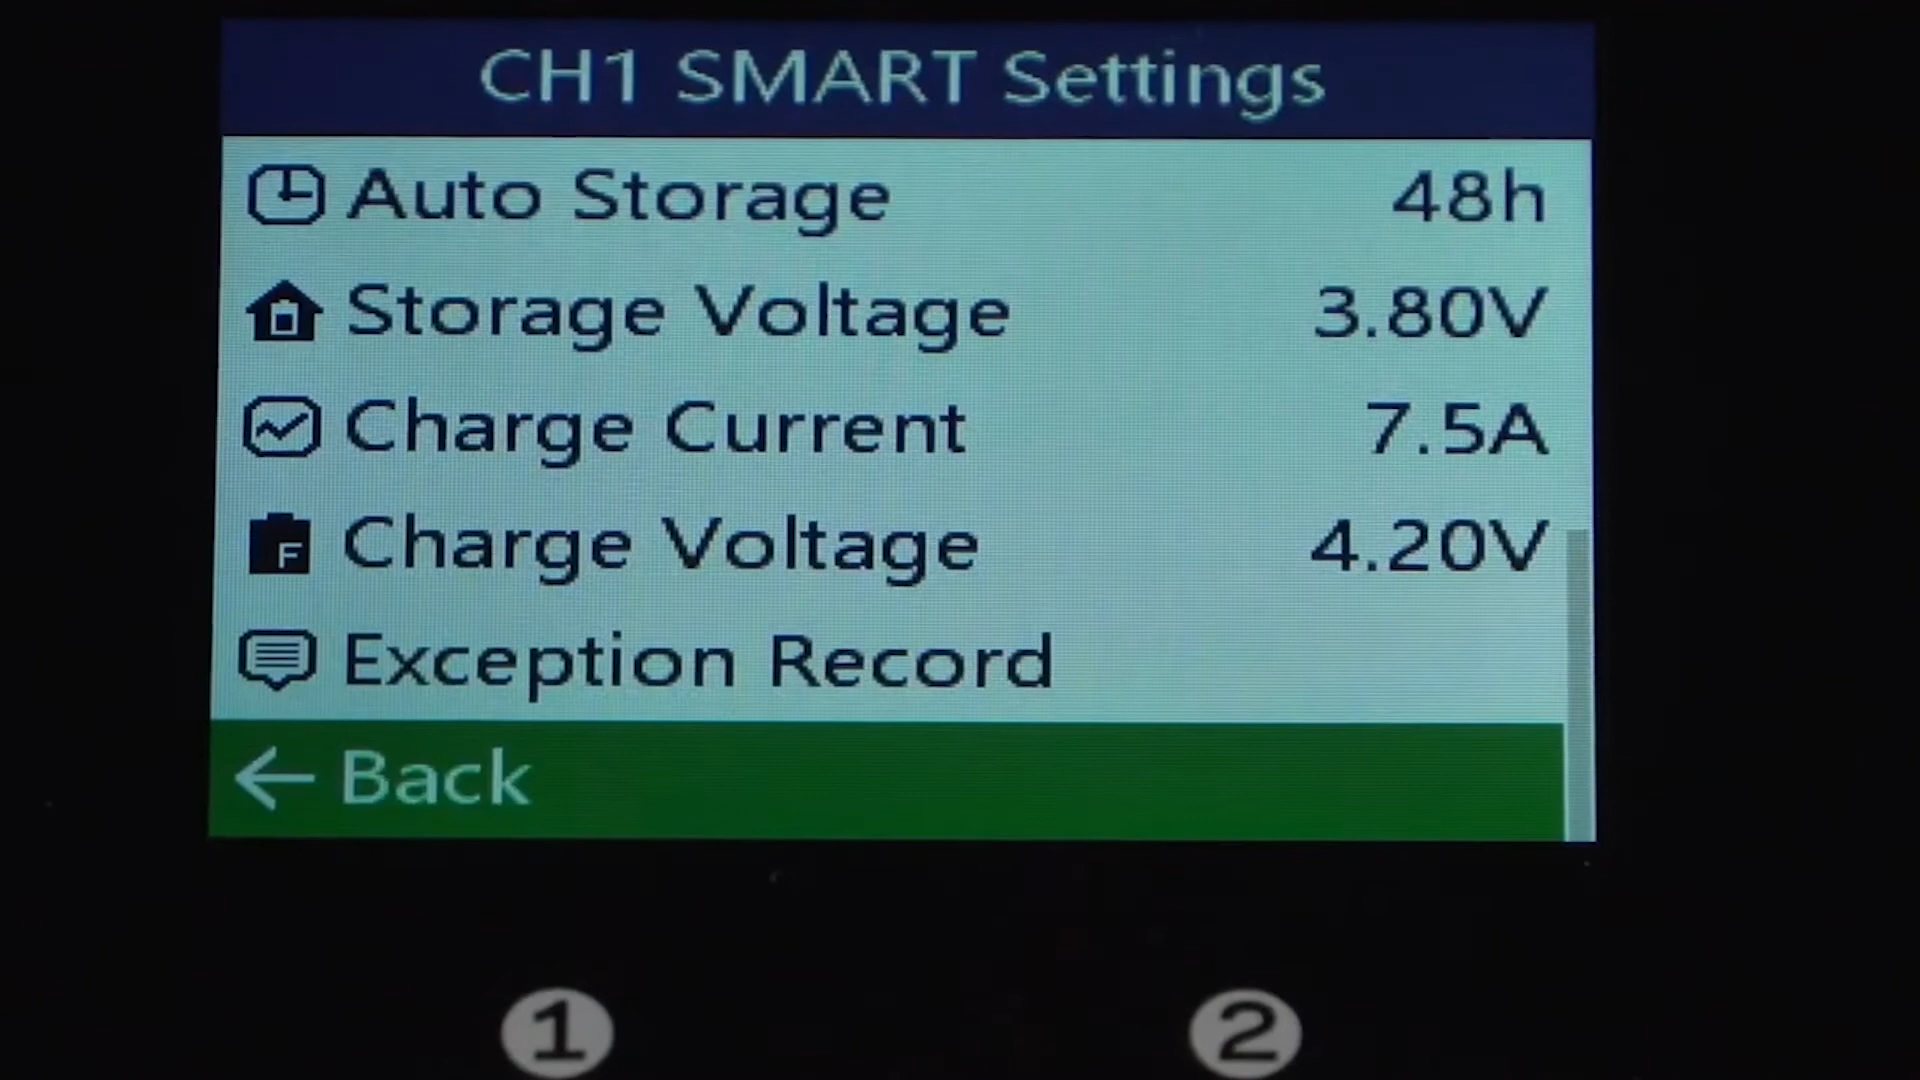 CH1 SMART Settings
Auto Storage 48h
Storage Voltage 3.80V
Charge Current 7.5A
F Charge Voltage 4.20V
Exception Record
← Back
1 2